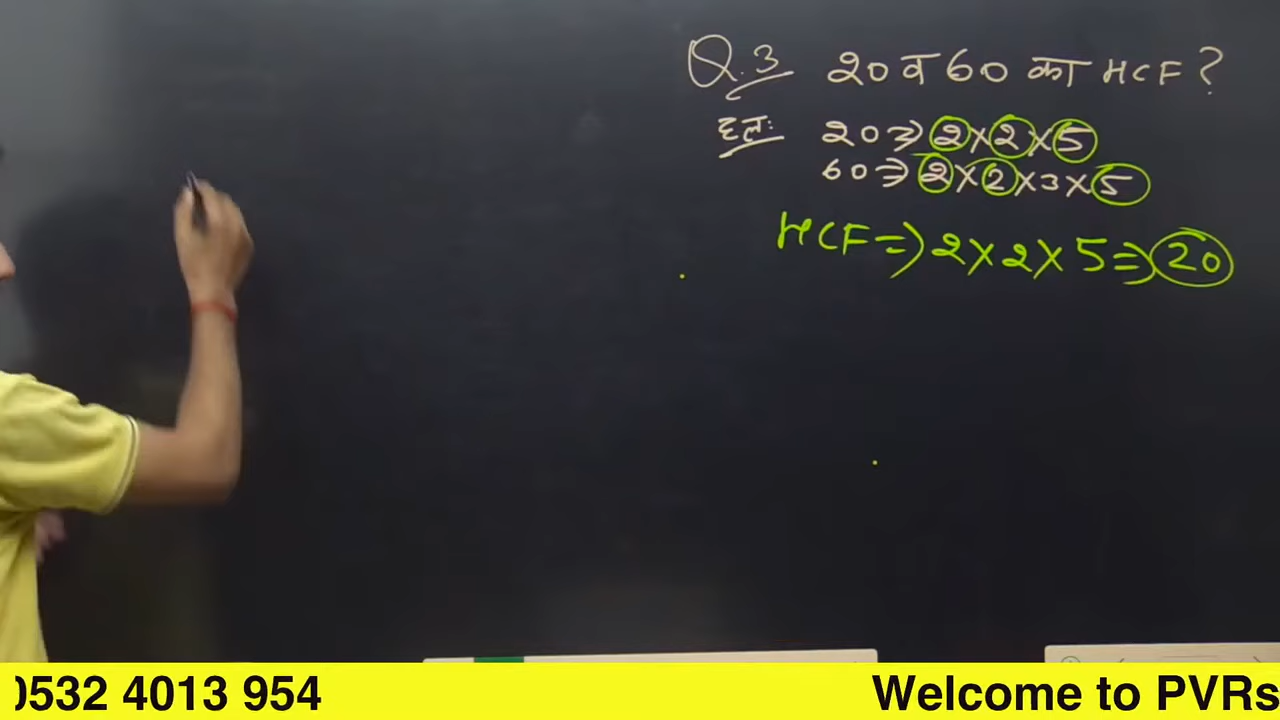 Q.3 20 व 60 का HCF ?
हल: 20 ⇒ 2×2×5
60 ⇒ 2×2×3×5
HCF ⇒ 2×2×5 ⇒ 20
0532 4013 954 Welcome to PVRs